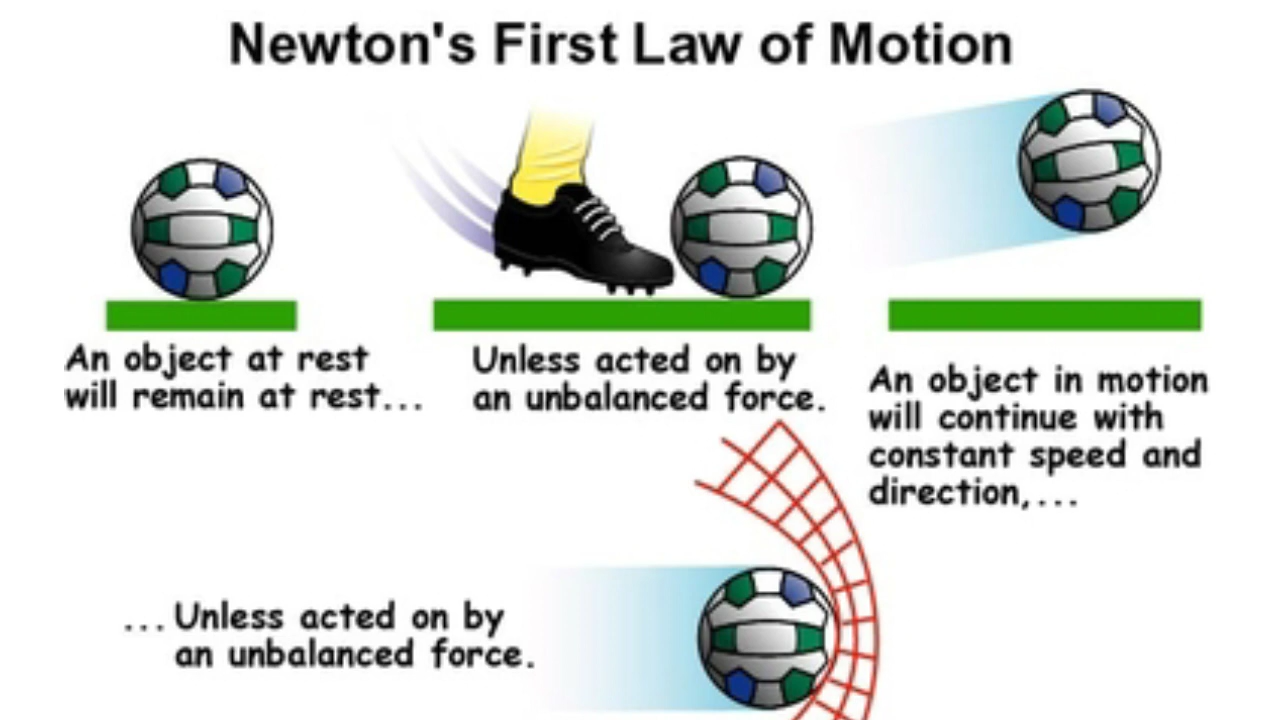 Newton's First Law of Motion
An object at rest
will remain at rest...
Unless acted on by
an unbalanced force.
An object in motion
will continue with
constant speed and
direction,...
... Unless acted on by
an unbalanced force.